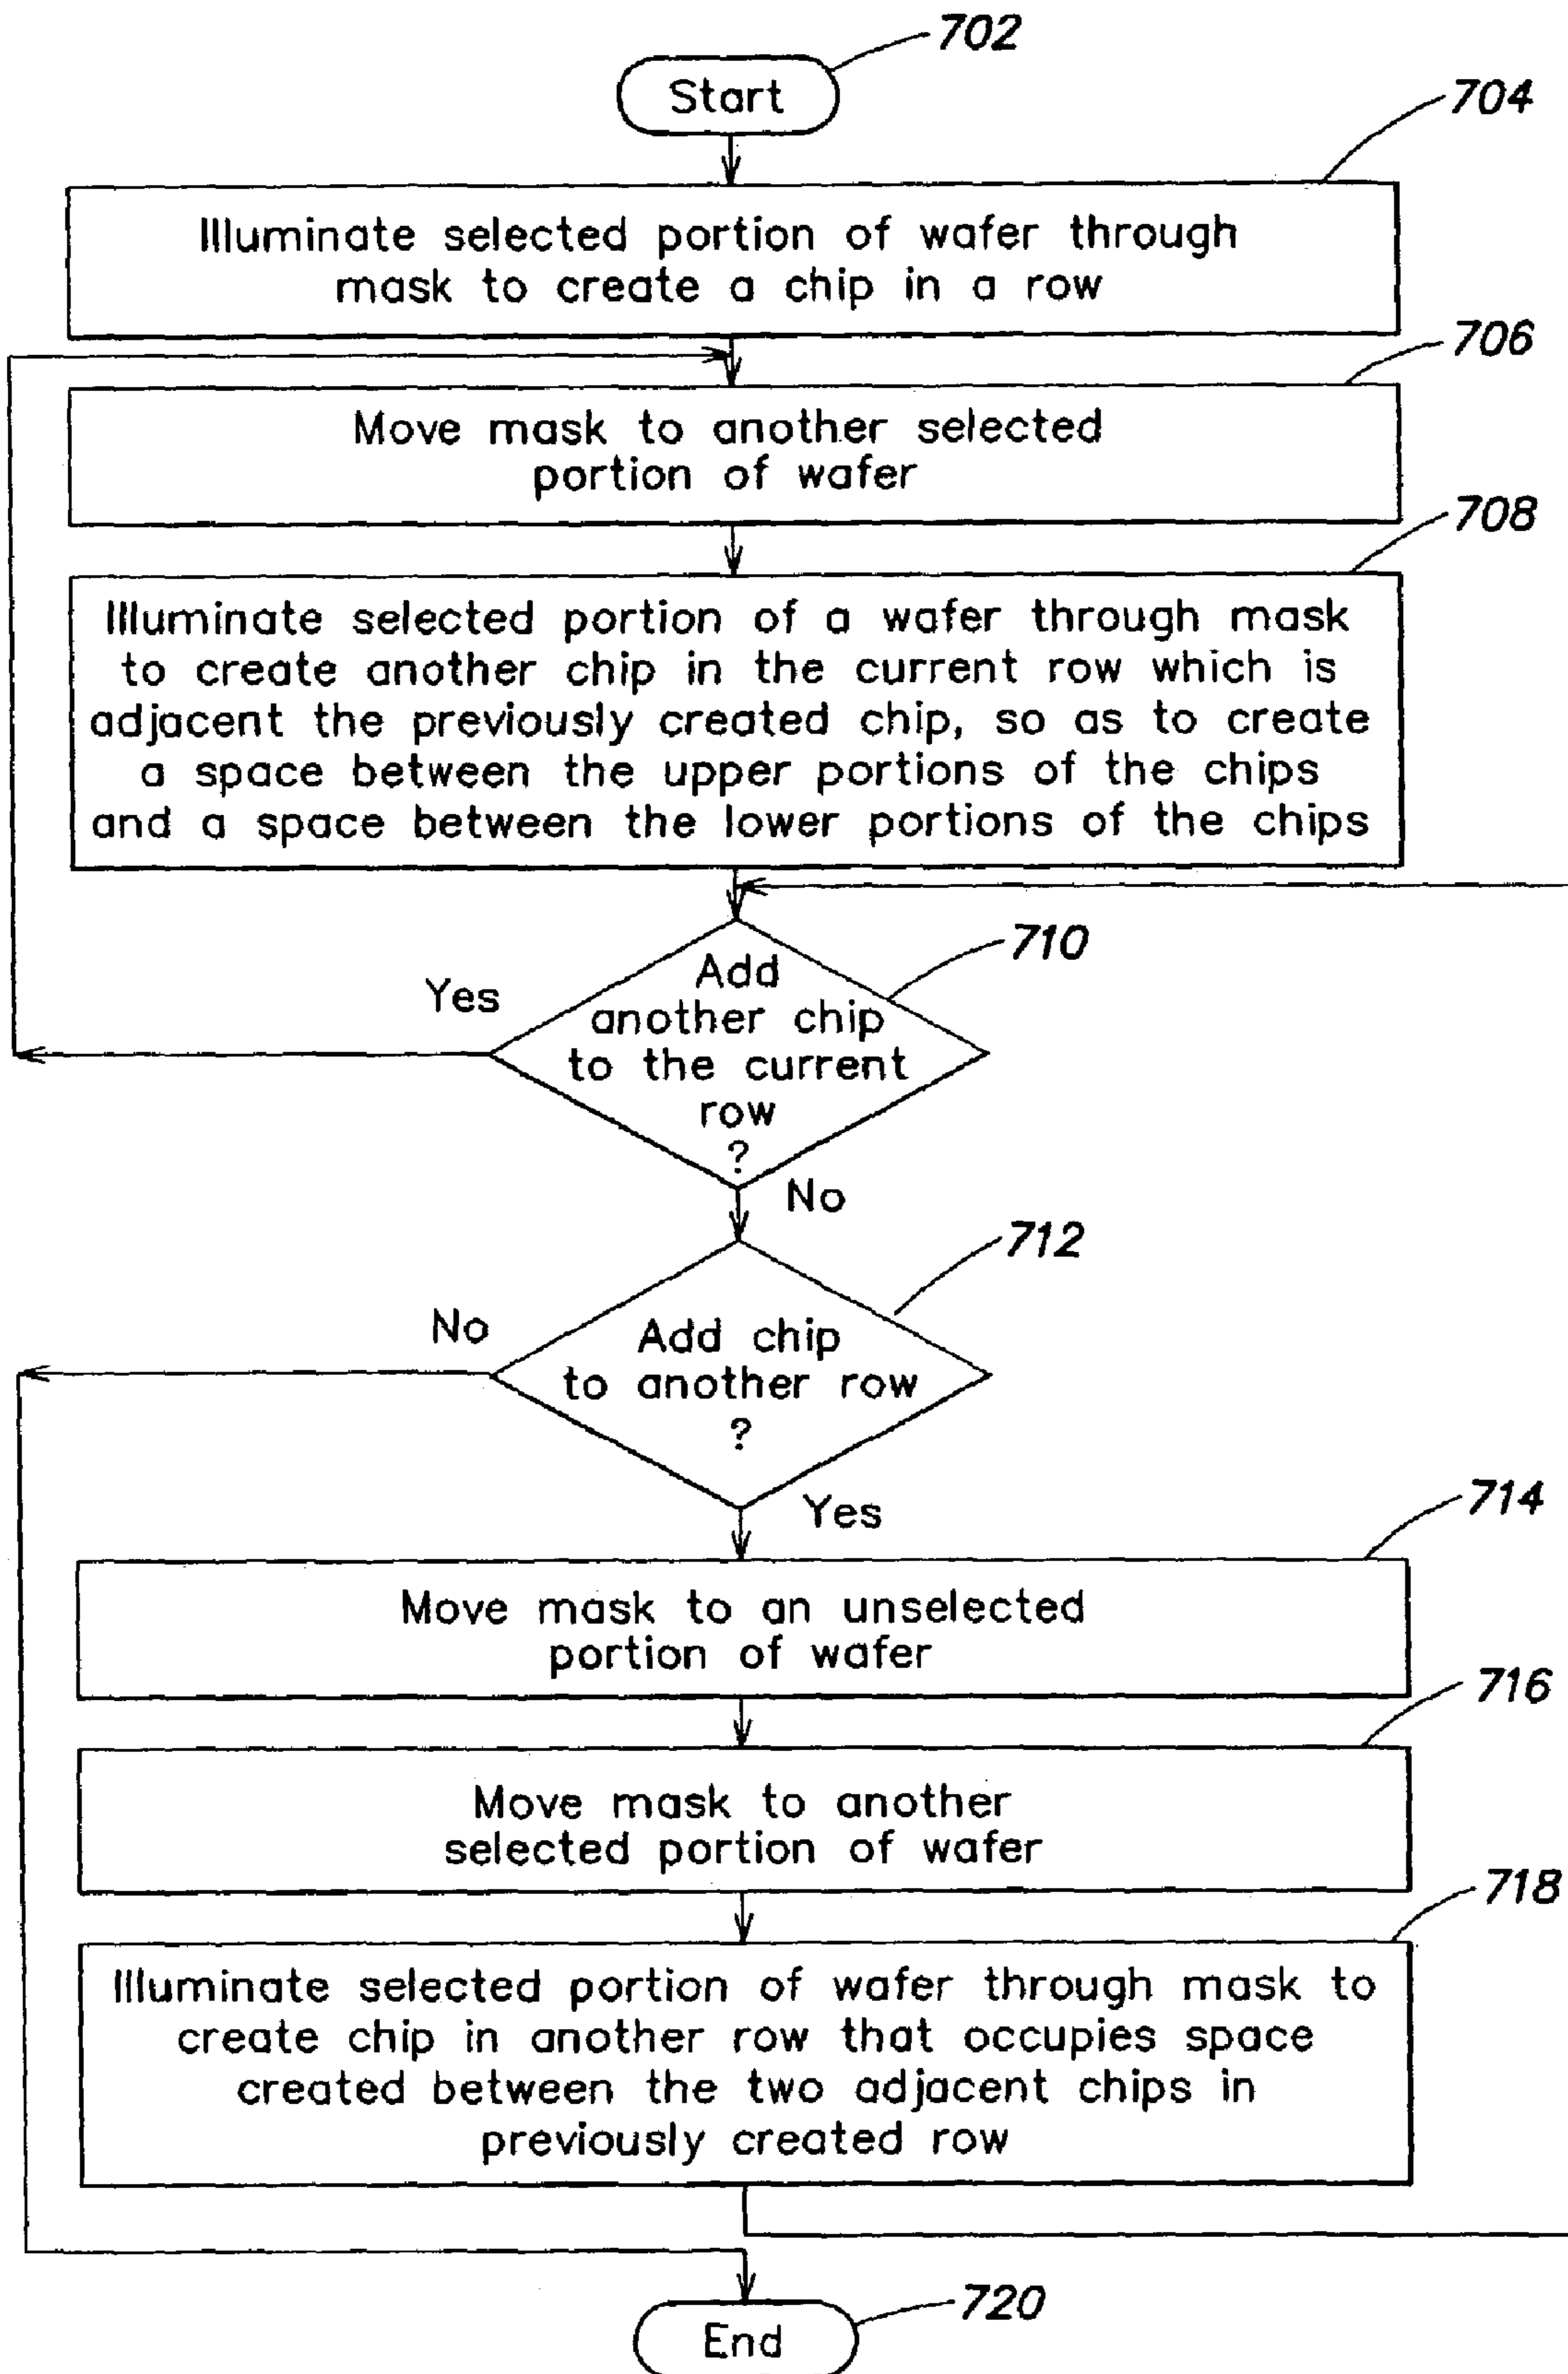 702
Start
704
Illuminate selected portion of wafer through
mask to create a chip in a row
706
Move mask to another selected
portion of wafer
708
Illuminate selected portion of a wafer through mask
to create another chip in the current row which is
adjacent the previously created chip, so as to create
a space between the upper portions of the chips
and a space between the lower portions of the chips
710
Yes
Add
another chip
to the current
row
?
No
712
No
Add chip
to another row
?
Yes
714
Move mask to an unselected
portion of wafer
716
Move mask to another
selected portion of wafer
718
Illuminate selected portion of wafer through mask to
create chip in another row that occupies space
created between the two adjacent chips in
previously created row
720
End